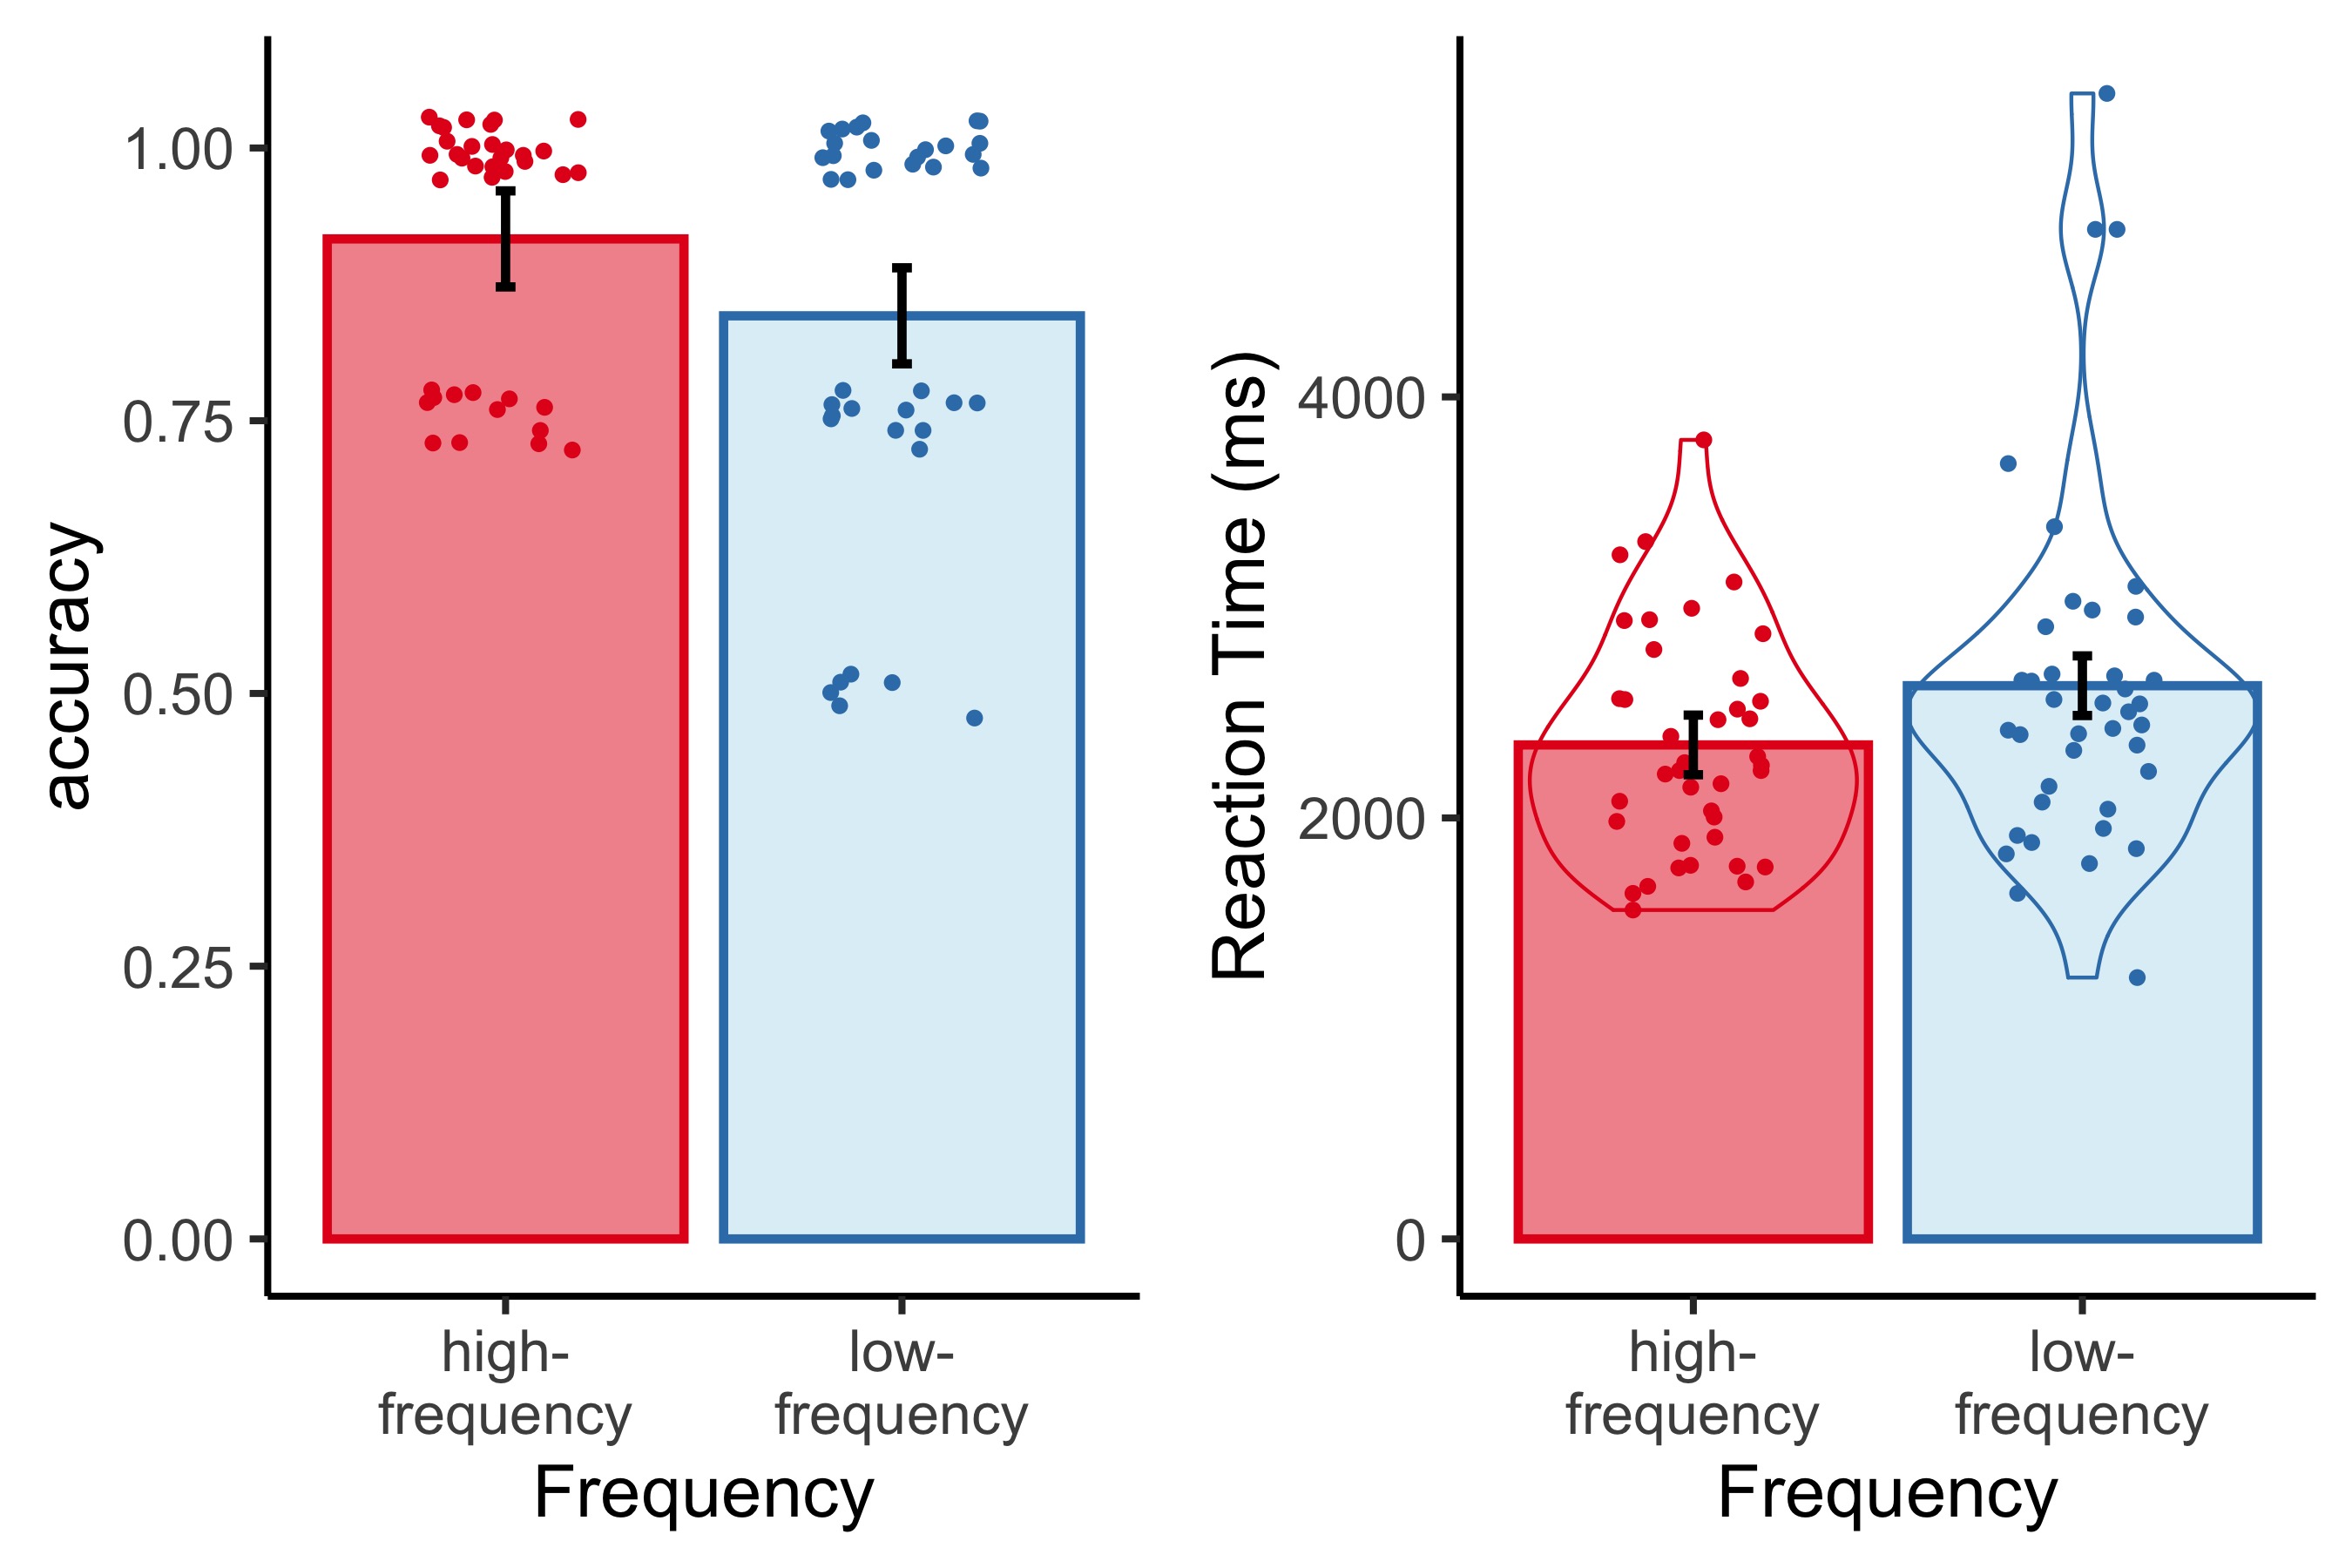 accuracy
1.00
0.75
0.50
0.25
0.00
high-
frequency
low-
frequency
Frequency
Reaction Time (ms)
4000
2000
0
high-
frequency
low-
frequency
Frequency